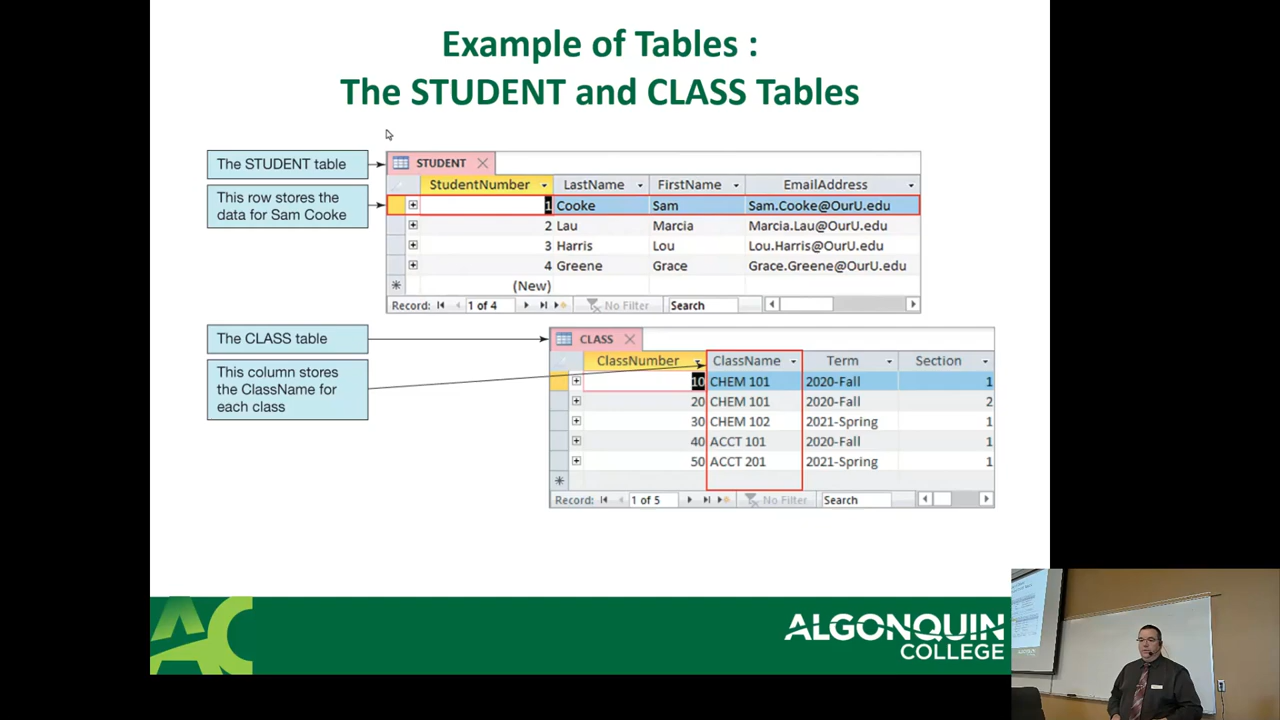 Example of Tables :
The STUDENT and CLASS Tables
The STUDENT table
This row stores the
data for Sam Cooke
STUDENT
StudentNumber LastName FirstName EmailAddress
1 Cooke Sam Sam.Cooke@OurU.edu
2 Lau Marcia Marcia.Lau@OurU.edu
3 Harris Lou Lou.Harris@OurU.edu
4 Greene Grace Grace.Greene@OurU.edu
(New)
Record: 1 of 4 No Filter Search
The CLASS table
This column stores
the ClassName for
each class
CLASS
ClassNumber ClassName Term Section
10 CHEM 101 2020-Fall 1
20 CHEM 101 2020-Fall 2
30 CHEM 102 2021-Spring 1
40 ACCT 101 2020-Fall 1
50 ACCT 201 2021-Spring 1
Record: 1 of 5 No Filter Search
AC
ALGONQUIN
COLLEGE